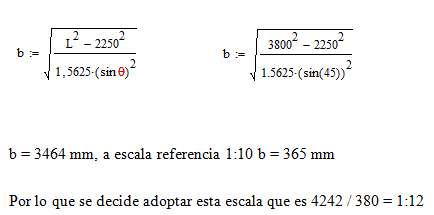 b := √((L² – 2250²) / (1,5625·(sin θ)²))
b := √((3800² – 2250²) / (1.5625·(sin(45))²))
b = 3464 mm, a escala referencia 1:10 b = 365 mm
Por lo que se decide adoptar esta escala que es 4242 / 380 = 1:12